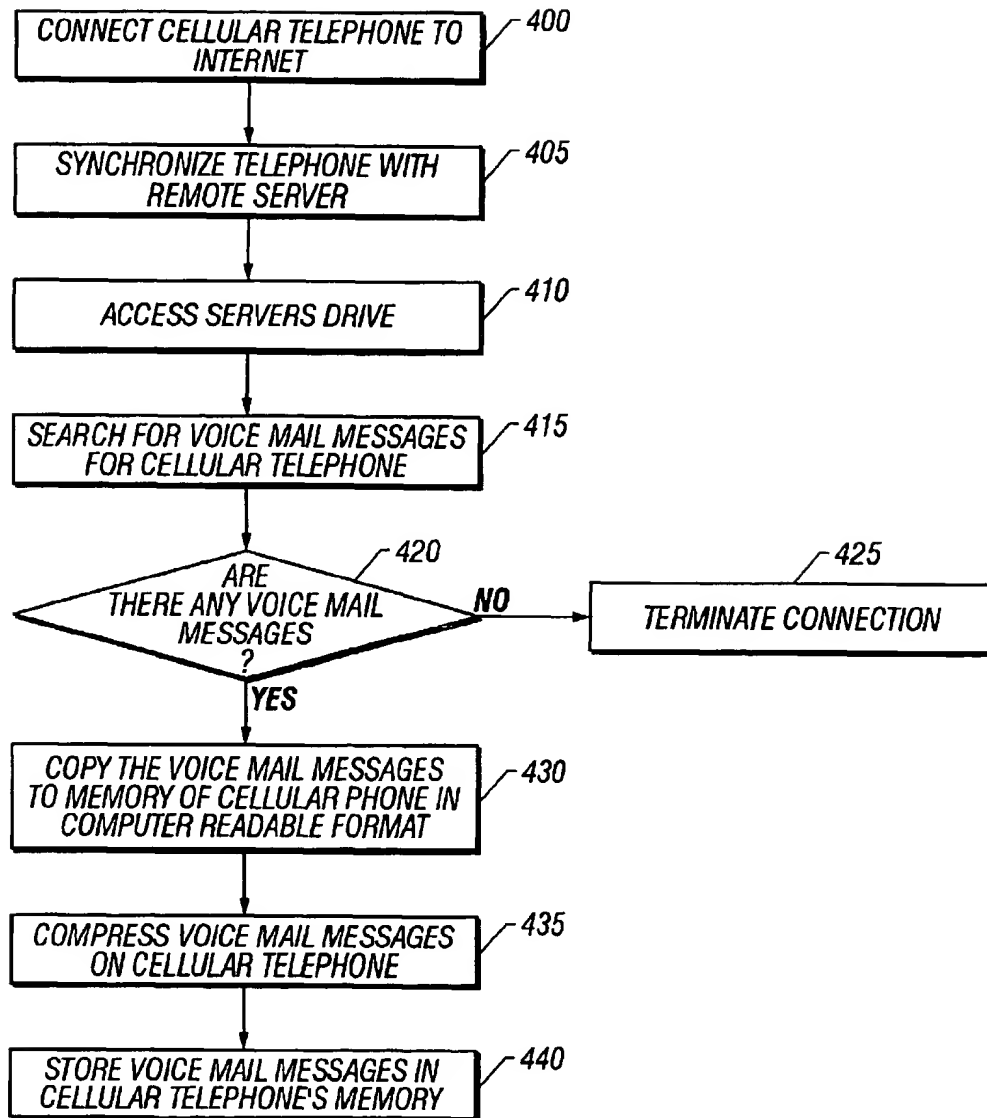 CONNECT CELLULAR TELEPHONE TO
INTERNET
400
SYNCHRONIZE TELEPHONE WITH
REMOTE SERVER
405
ACCESS SERVERS DRIVE
410
SEARCH FOR VOICE MAIL MESSAGES
FOR CELLULAR TELEPHONE
415
ARE
THERE ANY VOICE MAIL
MESSAGES
?
420
NO
TERMINATE CONNECTION
425
YES
COPY THE VOICE MAIL MESSAGES
TO MEMORY OF CELLULAR PHONE IN
COMPUTER READABLE FORMAT
430
COMPRESS VOICE MAIL MESSAGES
ON CELLULAR TELEPHONE
435
STORE VOICE MAIL MESSAGES IN
CELLULAR TELEPHONE'S MEMORY
440